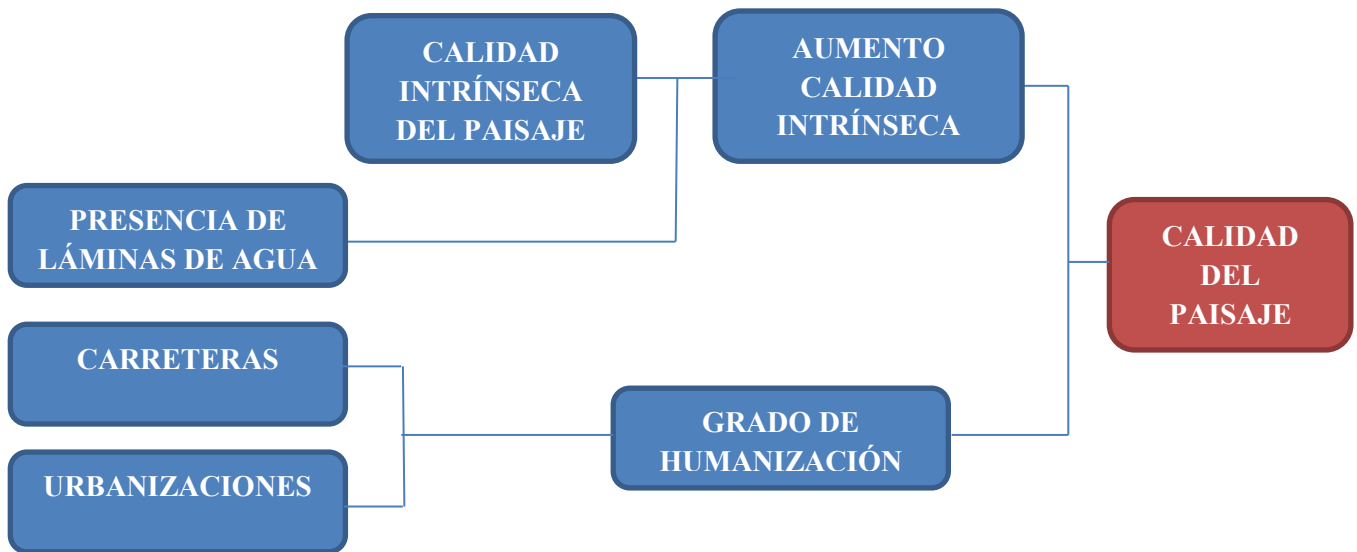 CALIDAD
INTRÍNSECA
DEL PAISAJE
AUMENTO
CALIDAD
INTRÍNSECA
PRESENCIA DE
LÁMINAS DE AGUA
CALIDAD
DEL
PAISAJE
CARRETERAS
GRADO DE
HUMANIZACIÓN
URBANIZACIONES